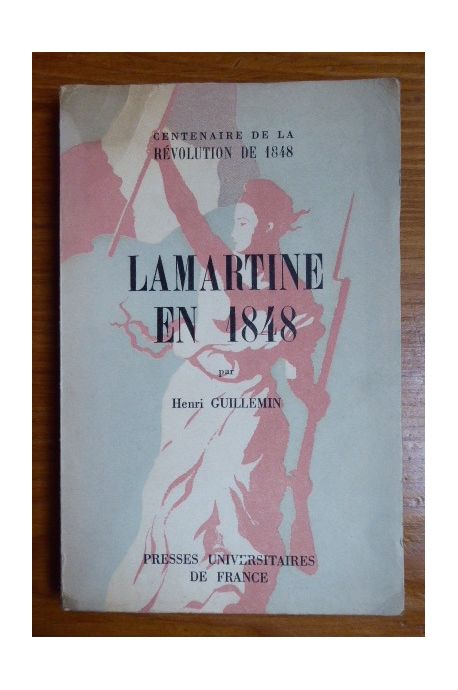 CENTENAIRE DE LA
RÉVOLUTION DE 1848
LAMARTINE
EN 1848
par
Henri GUILLEMIN
PRESSES UNIVERSITAIRES
DE FRANCE